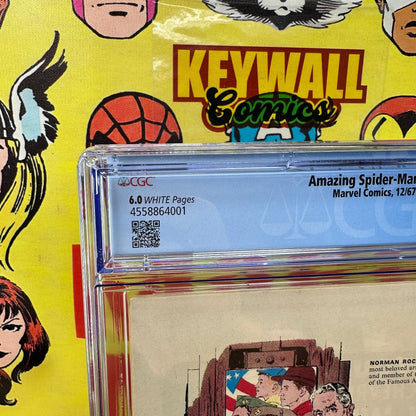 KEYWALL
Comics
CGC
6.0 WHITE Pages
4558864001
Amazing Spider-Man
Marvel Comics, 12/67
NORMAN ROC
most beloved ar
and member of
of the Famous A